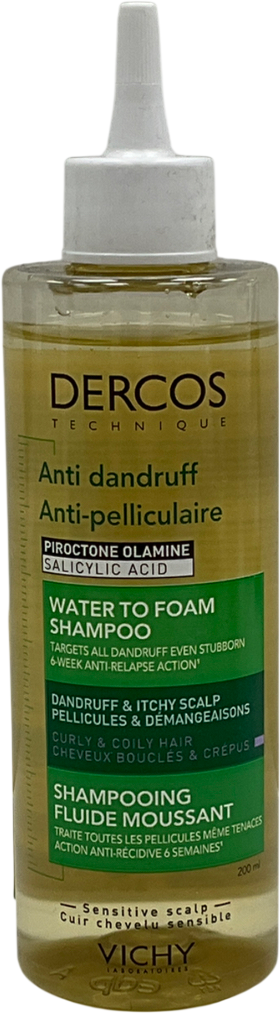 DERCOS
TECHNIQUE
Anti dandruff
Anti-pelliculaire
PIROCTONE OLAMINE
SALICYLIC ACID
WATER TO FOAM
SHAMPOO
TARGETS ALL DANDRUFF EVEN STUBBORN
6-WEEK ANTI-RELAPSE ACTION¹
DANDRUFF & ITCHY SCALP
PELLICULES & DÉMANGEAISONS
CURLY & COILY HAIR
CHEVEUX BOUCLÉS & CRÉPUS
SHAMPOOING
FLUIDE MOUSSANT
TRAITE TOUTES LES PELLICULES MÊME TENACES
ACTION ANTI-RÉCIDIVE 6 SEMAINES¹
200 ml
Sensitive scalp
Cuir chevelu sensible
VICHY
LABORATOIRES